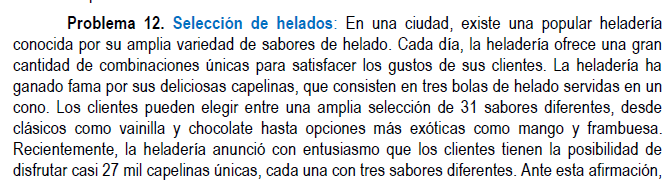 Problema 12. Selección de helados: En una ciudad, existe una popular heladería
conocida por su amplia variedad de sabores de helado. Cada día, la heladería ofrece una gran
cantidad de combinaciones únicas para satisfacer los gustos de sus clientes. La heladería ha
ganado fama por sus deliciosas capelinas, que consisten en tres bolas de helado servidas en un
cono. Los clientes pueden elegir entre una amplia selección de 31 sabores diferentes, desde
clásicos como vainilla y chocolate hasta opciones más exóticas como mango y frambuesa.
Recientemente, la heladería anunció con entusiasmo que los clientes tienen la posibilidad de
disfrutar casi 27 mil capelinas únicas, cada una con tres sabores diferentes. Ante esta afirmación,